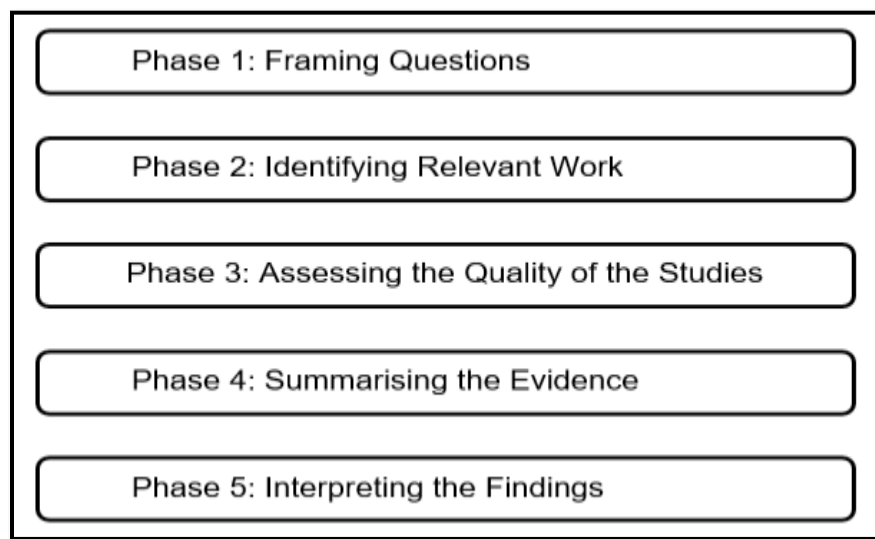 Phase 1: Framing Questions
Phase 2: Identifying Relevant Work
Phase 3: Assessing the Quality of the Studies
Phase 4: Summarising the Evidence
Phase 5: Interpreting the Findings